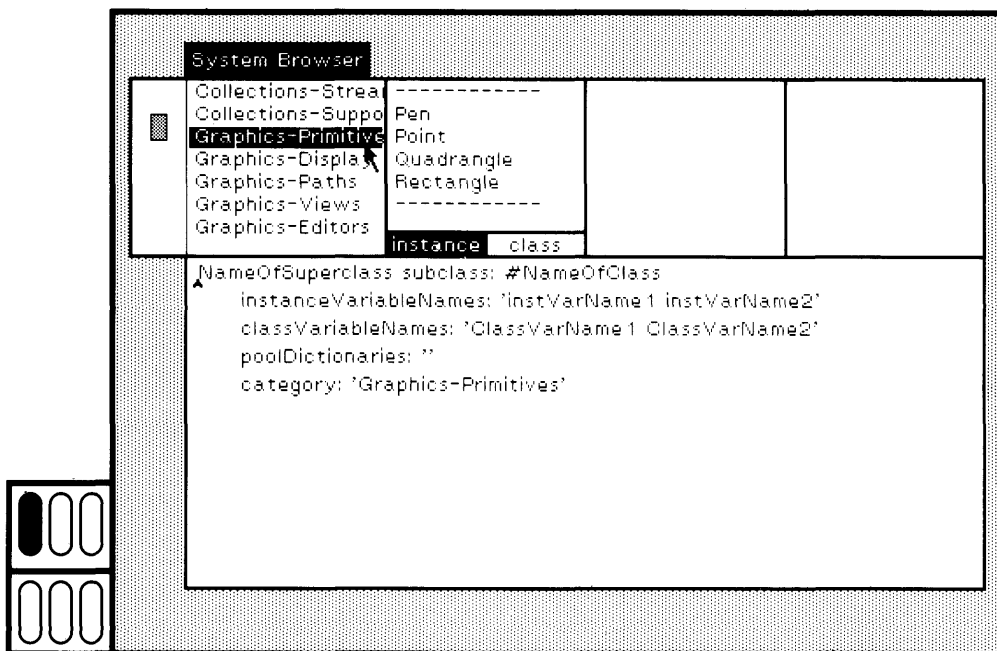 System Browser
Collections-Strea
Collections-Suppo
Graphics-Primitive
Graphics-Display
Graphics-Paths
Graphics-Views
Graphics-Editors
------------
Pen
Point
Quadrangle
Rectangle
------------
instance class
NameOfSuperclass subclass: #NameOfClass
instanceVariableNames: 'instVarName1 instVarName2'
classVariableNames: 'ClassVarName1 ClassVarName2'
poolDictionaries: ''
category: 'Graphics-Primitives'